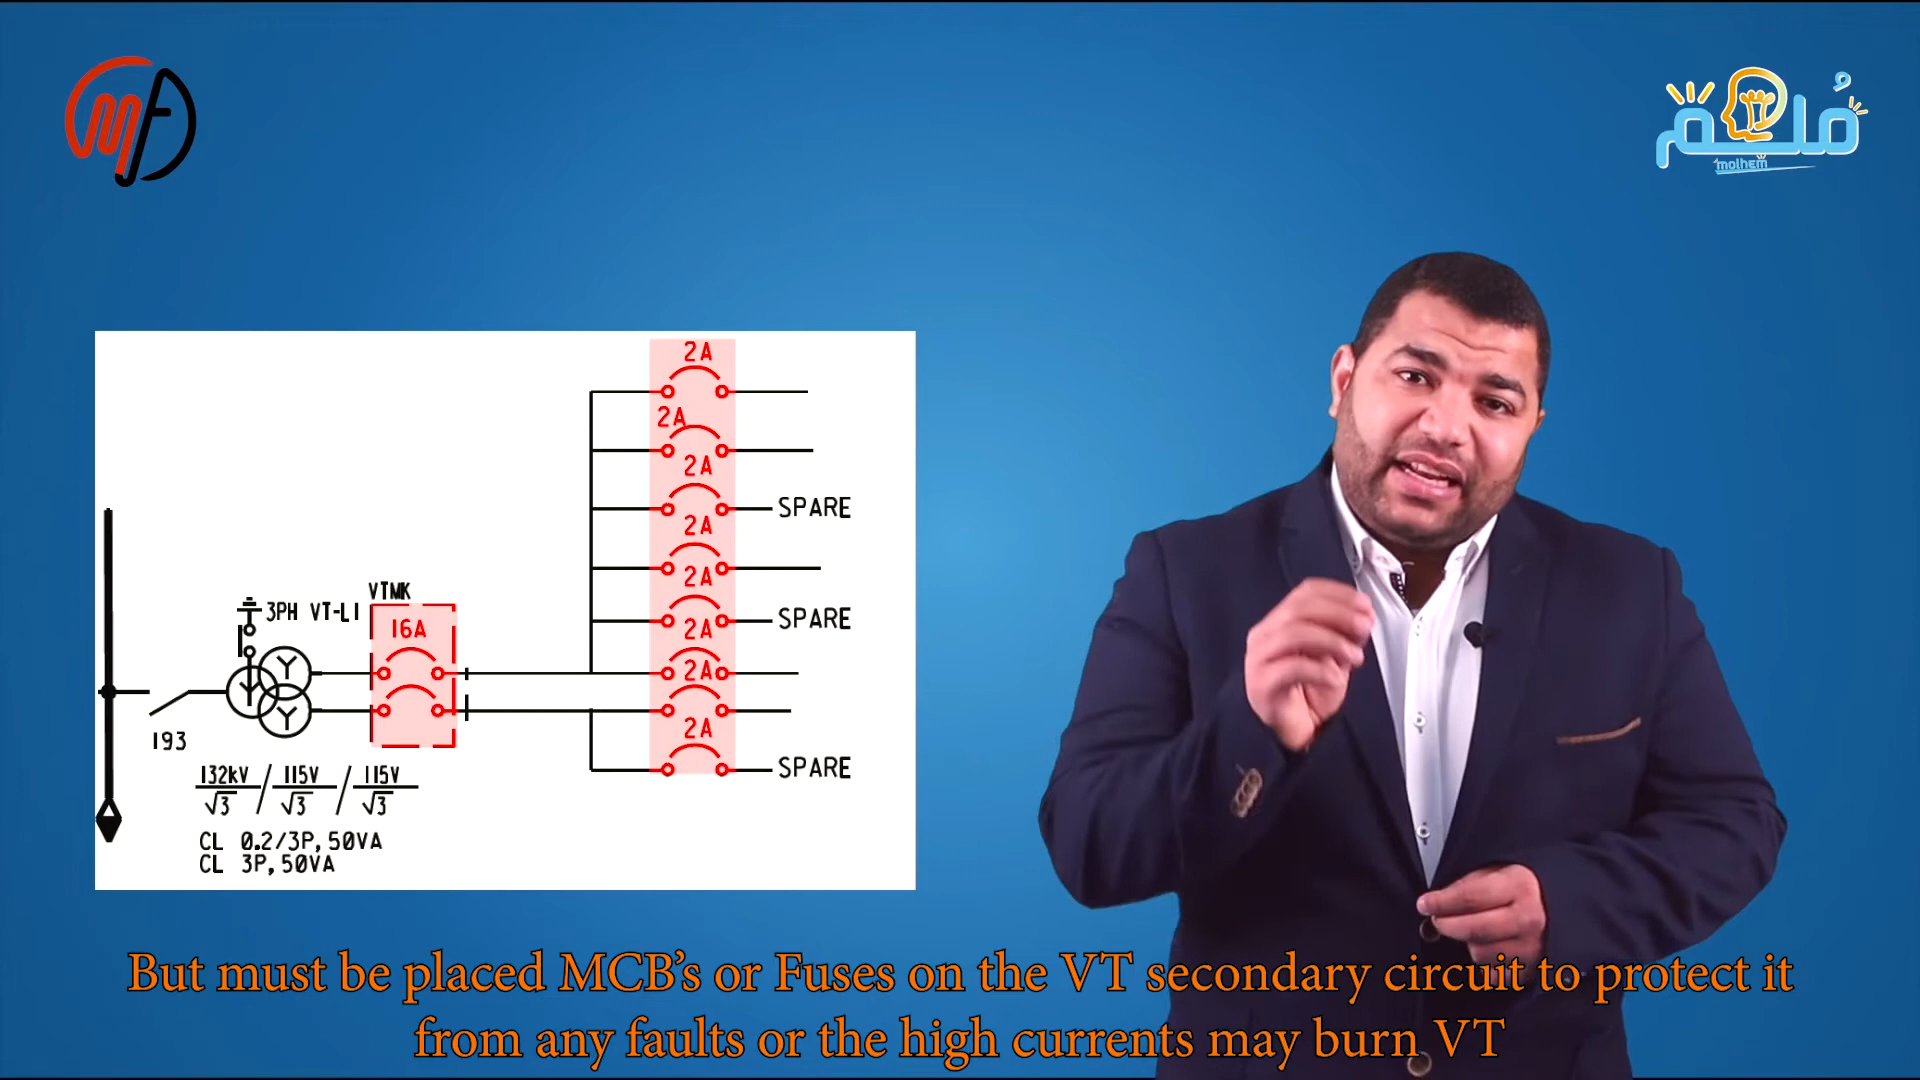 مُلهم
molhem
2A
2A
2A
SPARE
2A
2A
SPARE
2A
2A
2A
SPARE
VTMK
3PH VT-L1
16A
Y
Y
Y
193
132kV/√3 / 115V/√3 / 115V/√3
CL 0.2/3P, 50VA
CL 3P, 50VA
But must be placed MCB's or Fuses on the VT secondary circuit to protect it
from any faults or the high currents may burn VT